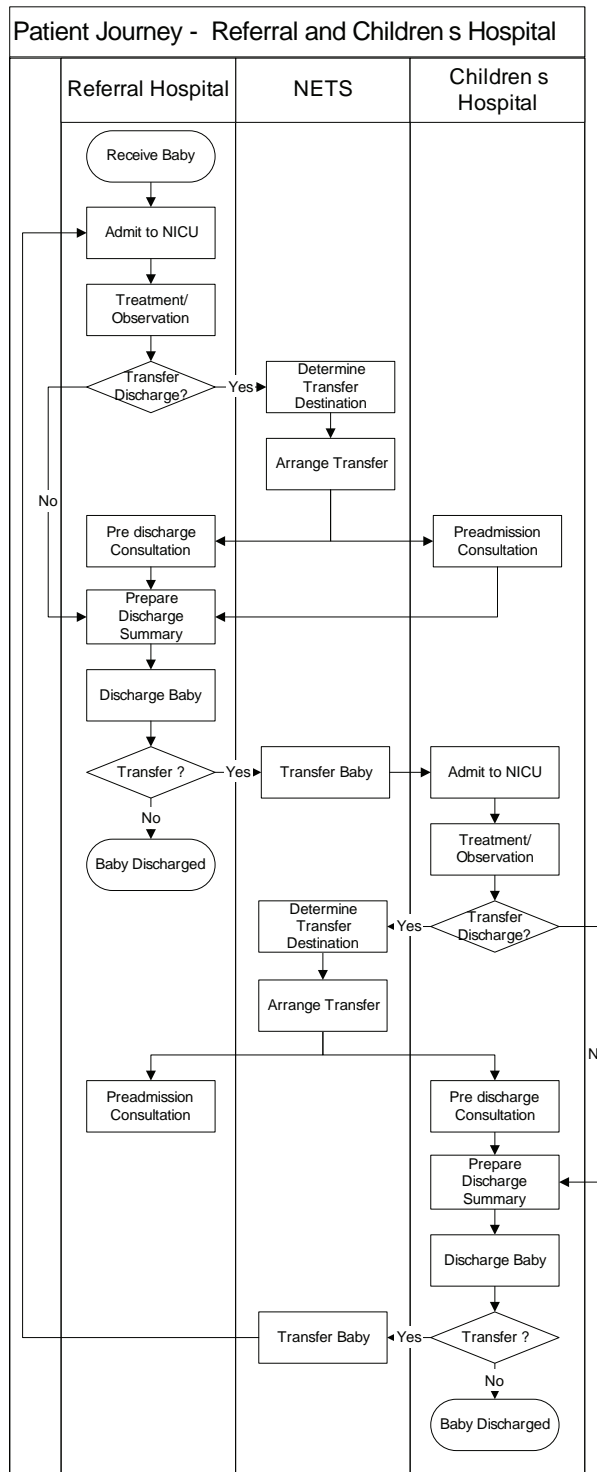 Patient Journey -  Referral and Children s Hospital
Referral Hospital
NETS
Children s
Hospital
Receive Baby
Admit to NICU
Treatment/
Observation
Transfer
Discharge?
Yes
Determine
Transfer
Destination
Arrange Transfer
No
Pre discharge
Consultation
Preadmission
Consultation
Prepare
Discharge
Summary
Discharge Baby
Transfer ?
Yes
Transfer Baby
Admit to NICU
No
Baby Discharged
Treatment/
Observation
Transfer
Discharge?
Yes
Determine
Transfer
Destination
Arrange Transfer
Preadmission
Consultation
Pre discharge
Consultation
Prepare
Discharge
Summary
Discharge Baby
Transfer ?
Yes
Transfer Baby
No
Baby Discharged